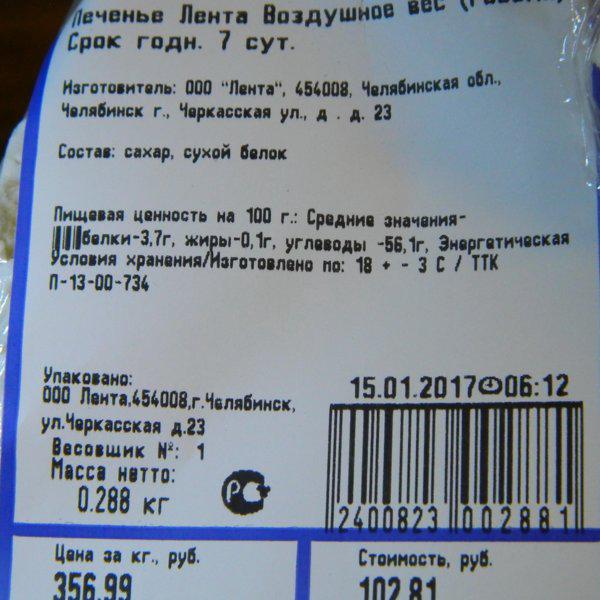 Печенье Лента Воздушное вес
Срок годн. 7 сут.
Изготовитель: ООО "Лента", 454008, Челябинская обл.,
Челябинск г., Черкасская ул., д . д. 23
Состав: сахар, сухой белок
Пищевая ценность на 100 г.: Средние значения-
белки-3,7г, жиры-0,1г, углеводы -56,1г, Энергетическая
Условия хранения/Изготовлено по: 18 + - 3 С / ТТК
П-13-00-734
Упаковано:
ООО Лента,454008,г.Челябинск,
ул.Черкасская д.23
Весовщик №: 1
Масса нетто:
0.288 кг
РС
15.01.2017 06:12
2400823 002881
Цена за кг., руб.
356.99
Стоимость, руб.
102.81